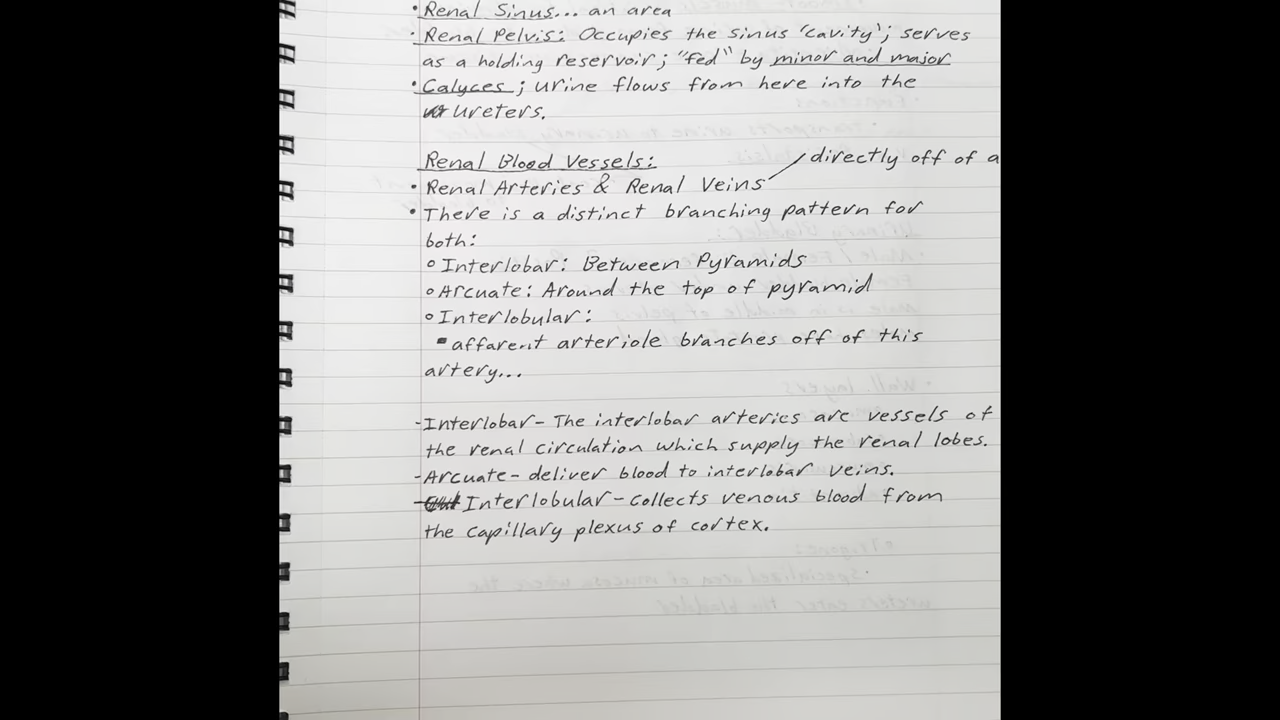 • Renal Sinus... an area
• Renal Pelvis: Occupies the sinus 'cavity'; serves
as a holding reservoir; "fed" by minor and major
• Calyces; urine flows from here into the
ureters.
Renal Blood Vessels:
directly off of a
• Renal Arteries & Renal Veins
• There is a distinct branching pattern for
both:
o Interlobar: Between Pyramids
o Arcuate: Around the top of pyramid
o Interlobular:
▪ affarent arteriole branches off of this
artery...
- Interlobar - The interlobar arteries are vessels of
the renal circulation which supply the renal lobes.
- Arcuate - deliver blood to interlobar veins.
- Interlobular - collects venous blood from
the capillary plexus of cortex.